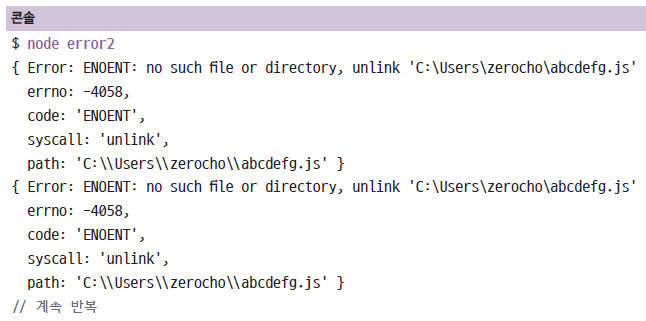 콘솔
$ node error2
{ Error: ENOENT: no such file or directory, unlink 'C:\Users\zerocho\abcdefg.js'
  errno: -4058,
  code: 'ENOENT',
  syscall: 'unlink',
  path: 'C:\\Users\\zerocho\\abcdefg.js' }
{ Error: ENOENT: no such file or directory, unlink 'C:\Users\zerocho\abcdefg.js'
  errno: -4058,
  code: 'ENOENT',
  syscall: 'unlink',
  path: 'C:\\Users\\zerocho\\abcdefg.js' }
// 계속 반복